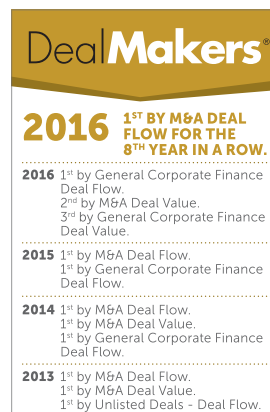 DealMakers®
2016 1ST BY M&A DEAL
FLOW FOR THE
8TH YEAR IN A ROW.
2016 1st by General Corporate Finance
Deal Flow.
2nd by M&A Deal Value.
3rd by General Corporate Finance
Deal Value.
2015 1st by M&A Deal Flow.
1st by General Corporate Finance
Deal Flow.
2014 1st by M&A Deal Flow.
1st by M&A Deal Value.
1st by General Corporate Finance
Deal Flow.
2013 1st by M&A Deal Flow.
1st by M&A Deal Value.
1st by Unlisted Deals - Deal Flow.